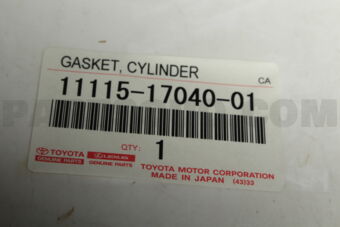 GASKET, CYLINDER
CA
11115-17040-01
QTY: 1
TOYOTA LEXUS
GENUINE PARTS GENUINE PARTS
TOYOTA MOTOR CORPORATION
MADE IN JAPAN (43)33